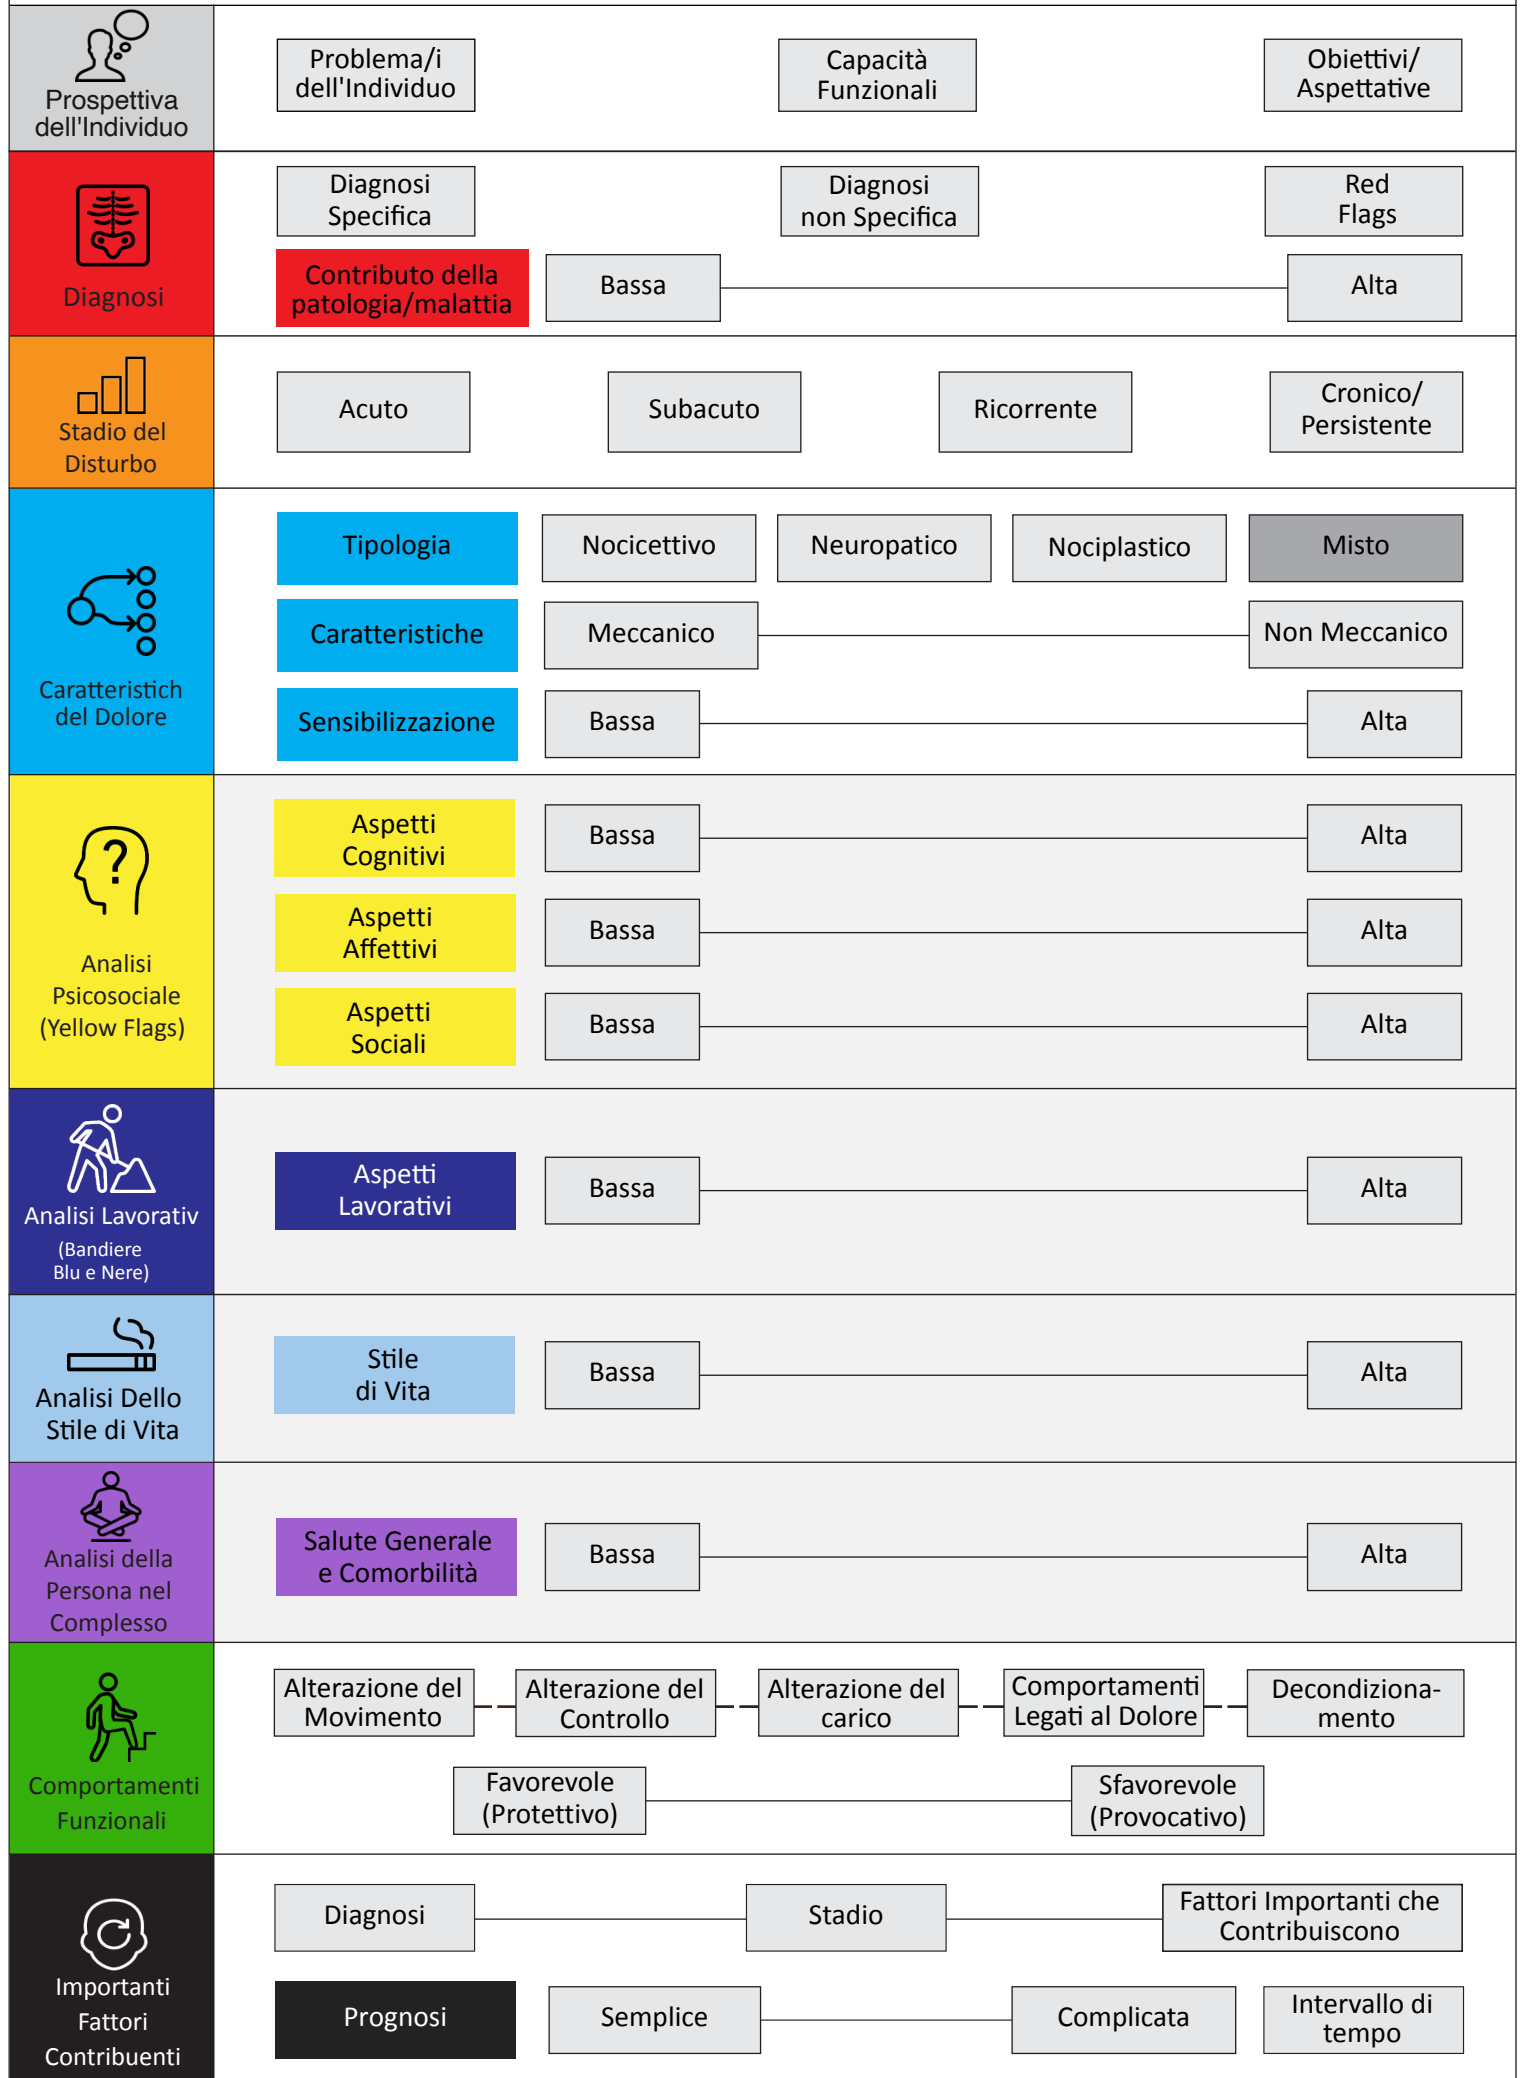 Prospettiva
dell'Individuo
Problema/i
dell'Individuo
Capacità
Funzionali
Obiettivi/
Aspettative
Diagnosi
Diagnosi
Specifica
Diagnosi
non Specifica
Red
Flags
Contributo della
patologia/malattia
Bassa
Alta
Stadio del
Disturbo
Acuto
Subacuto
Ricorrente
Cronico/
Persistente
Caratteristich
del Dolore
Tipologia
Nocicettivo
Neuropatico
Nociplastico
Misto
Caratteristiche
Meccanico
Non Meccanico
Sensibilizzazione
Bassa
Alta
?
Analisi
Psicosociale
(Yellow Flags)
Aspetti
Cognitivi
Bassa
Alta
Aspetti
Affettivi
Bassa
Alta
Aspetti
Sociali
Bassa
Alta
Analisi Lavorativ
(Bandiere
Blu e Nere)
Aspetti
Lavorativi
Bassa
Alta
Analisi Dello
Stile di Vita
Stile
di Vita
Bassa
Alta
Analisi della
Persona nel
Complesso
Salute Generale
e Comorbilità
Bassa
Alta
Comportamenti
Funzionali
Alterazione del
Movimento
Alterazione del
Controllo
Alterazione del
carico
Comportamenti
Legati al Dolore
Decondiziona-
mento
Favorevole
(Protettivo)
Sfavorevole
(Provocativo)
Importanti
Fattori
Contribuenti
Diagnosi
Stadio
Fattori Importanti che
Contribuiscono
Prognosi
Semplice
Complicata
Intervallo di
tempo